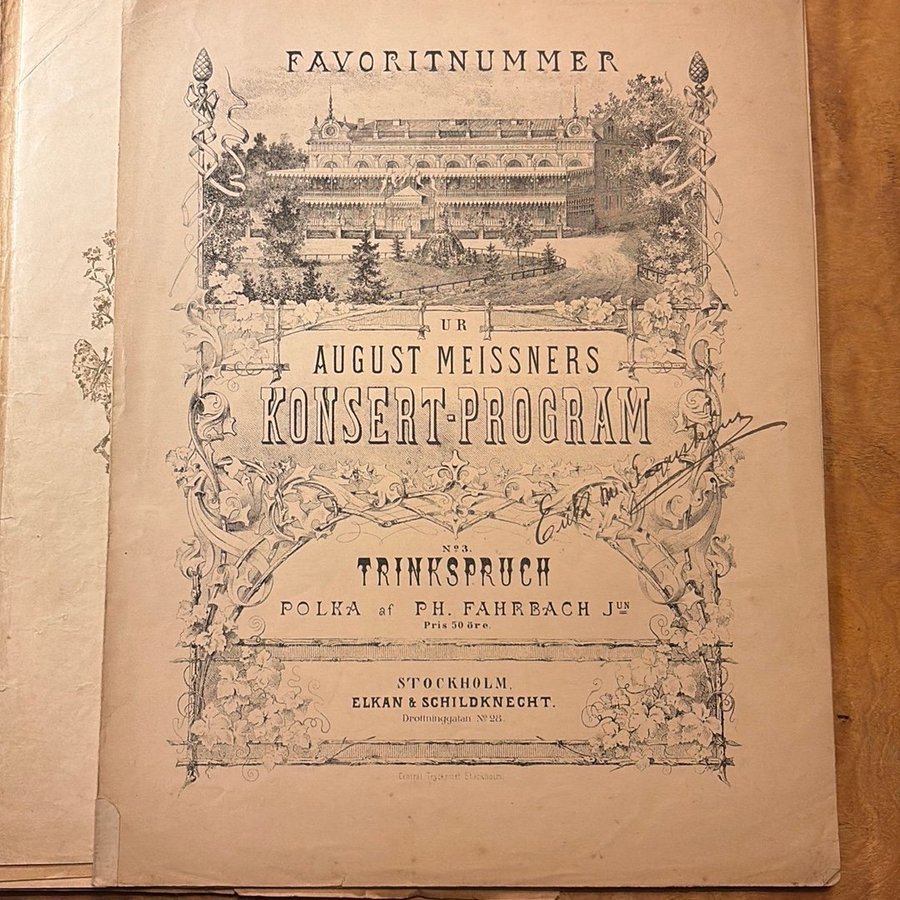 FAVORITNUMMER
UR
AUGUST MEISSNERS
KONSERT-PROGRAM
Nº 3.
TRINKSPRUCH
POLKA af PH. FAHRBACH JUN
Pris 50 öre.
STOCKHOLM,
ELKAN & SCHILDKNECHT.
Drottninggatan Nº 28.
Central Tryckeriet Stockholm.